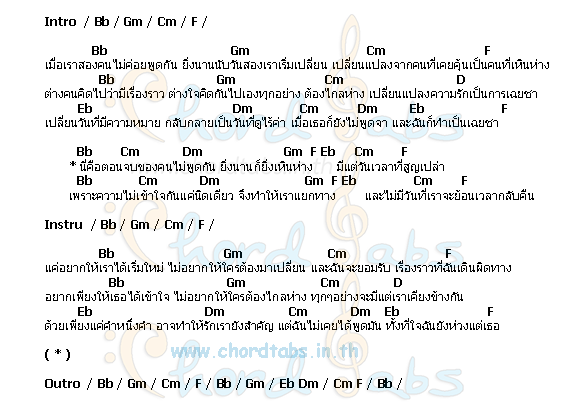 Intro / Bb / Gm / Cm / F /
Bb Gm Cm F
เมื่อเราสองคนไม่ค่อยพูดกัน ยิ่งนานนับวันสองเราเริ่มเปลี่ยน เปลี่ยนแปลงจากคนที่เคยคุ้นเป็นคนที่เหินห่าง
Bb Gm Cm D
ต่างคนคิดไปว่ามีเรื่องราว ต่างใจคิดกันไปเองทุกอย่าง ต้องไกลห่าง เปลี่ยนแปลงความรักเป็นการเฉยชา
Eb Dm Cm Dm Eb F
เปลี่ยนวันที่มีความหมาย กลับกลายเป็นวันที่ดูไร้ค่า เมื่อเธอก็ยังไม่พูดจา และฉันก็ทำเป็นเฉยชา
Bb Cm Dm Gm F Eb Cm F
* นี่คือตอนจบของคนไม่พูดกัน ยิ่งนานก็ยิ่งเหินห่าง มีแต่วันเวลาที่สูญเปล่า
Bb Cm Dm Gm F Eb Cm F
เพราะความไม่เข้าใจกันแค่นิดเดียว จึงทำให้เราแยกทาง และไม่มีวันที่เราจะย้อนเวลากลับคืน
Instru / Bb / Gm / Cm / F /
Bb Gm Cm F
แค่อยากให้เราได้เริ่มใหม่ ไม่อยากให้ใครต้องมาเปลี่ยน และฉันจะยอมรับ เรื่องราวที่ฉันเดินผิดทาง
Bb Gm Cm D
อยากเพียงให้เธอได้เข้าใจ ไม่อยากให้ใครต้องไกลห่าง ทุกๆอย่างจะมีแต่เราเคียงข้างกัน
Eb Dm Cm Dm Eb F
ด้วยเพียงแค่คำหนึ่งคำ อาจทำให้รักเรายังสำคัญ แต่ฉันไม่เคยได้พูดมัน ทั้งที่ใจฉันยังห่วงแต่เธอ
( * )
www.chordtabs.in.th
Outro / Bb / Gm / Cm / F / Bb / Gm / Eb Dm / Cm F / Bb /